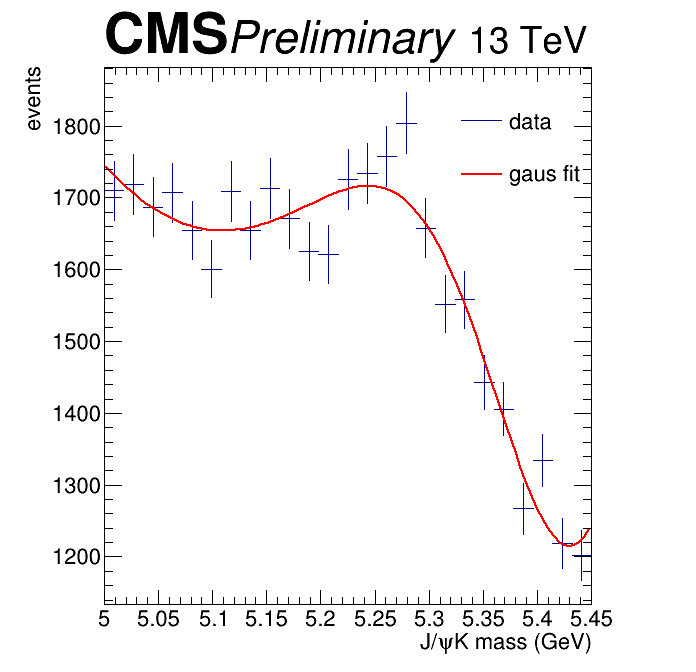 CMS Preliminary 13 TeV
events
data
gaus fit
1800
1700
1600
1500
1400
1300
1200
5 5.05 5.1 5.15 5.2 5.25 5.3 5.35 5.4 5.45
J/ψK mass (GeV)